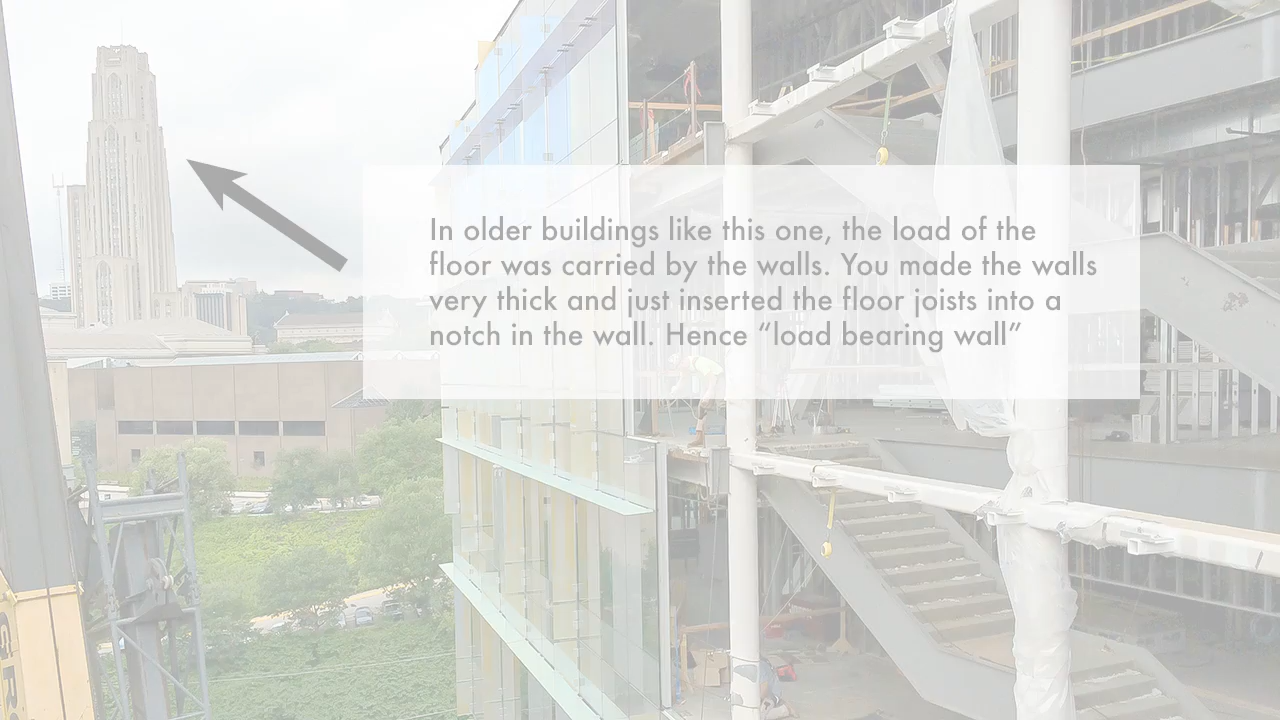 In older buildings like this one, the load of the
floor was carried by the walls. You made the walls
very thick and just inserted the floor joists into a
notch in the wall. Hence “load bearing wall”